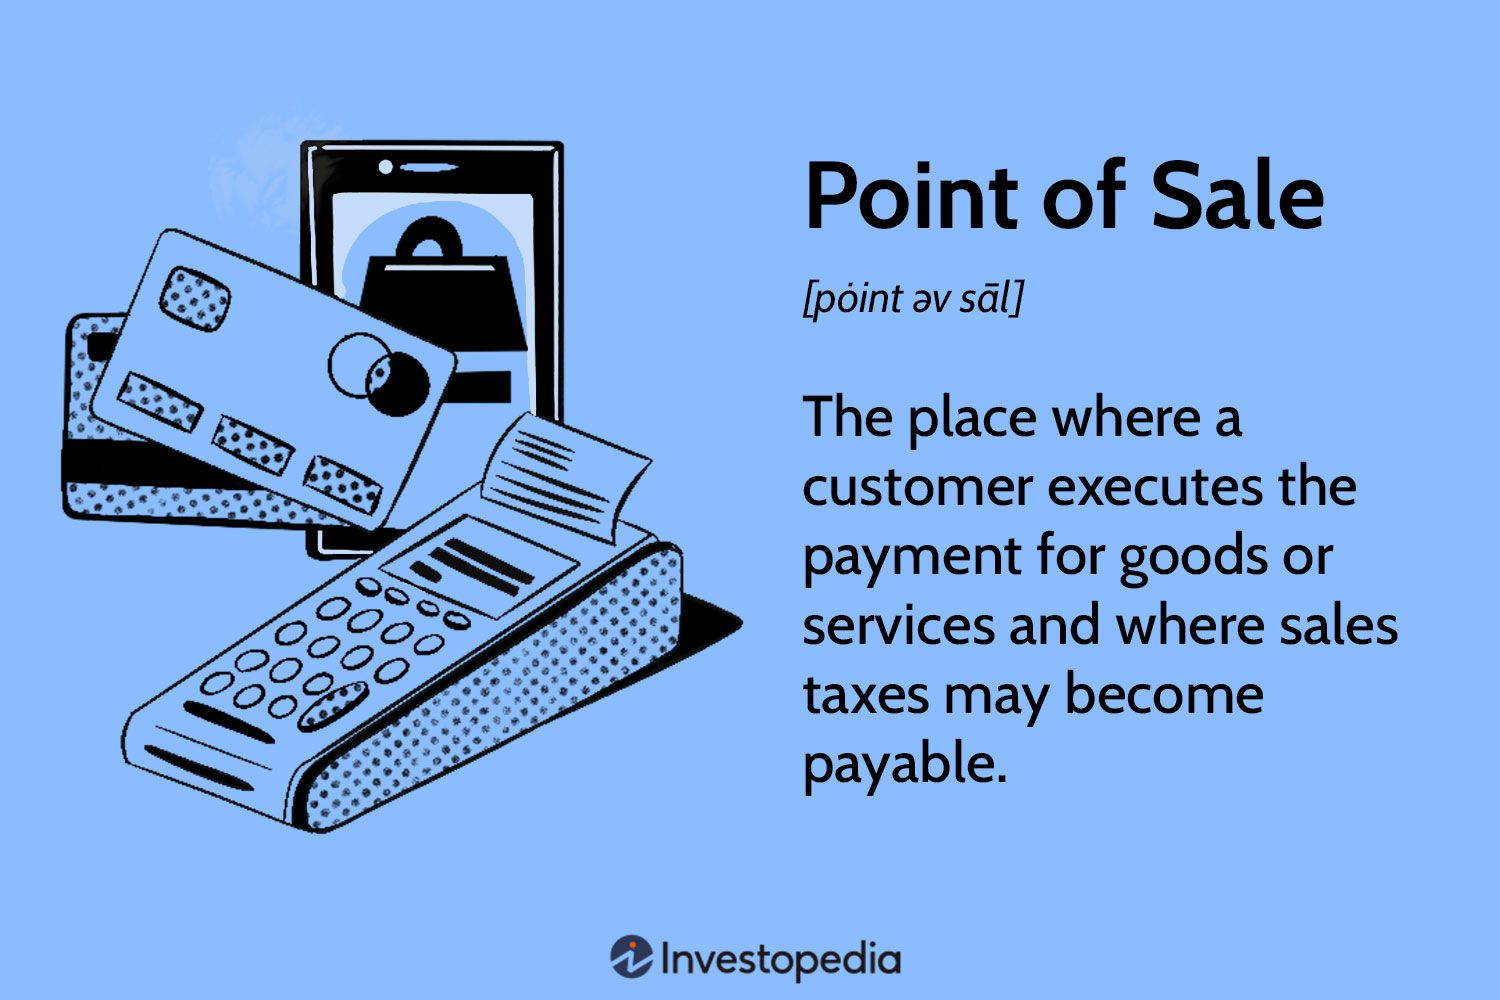 Point of Sale
[pȯint əv sāl]
The place where a
customer executes the
payment for goods or
services and where sales
taxes may become
payable.
Investopedia